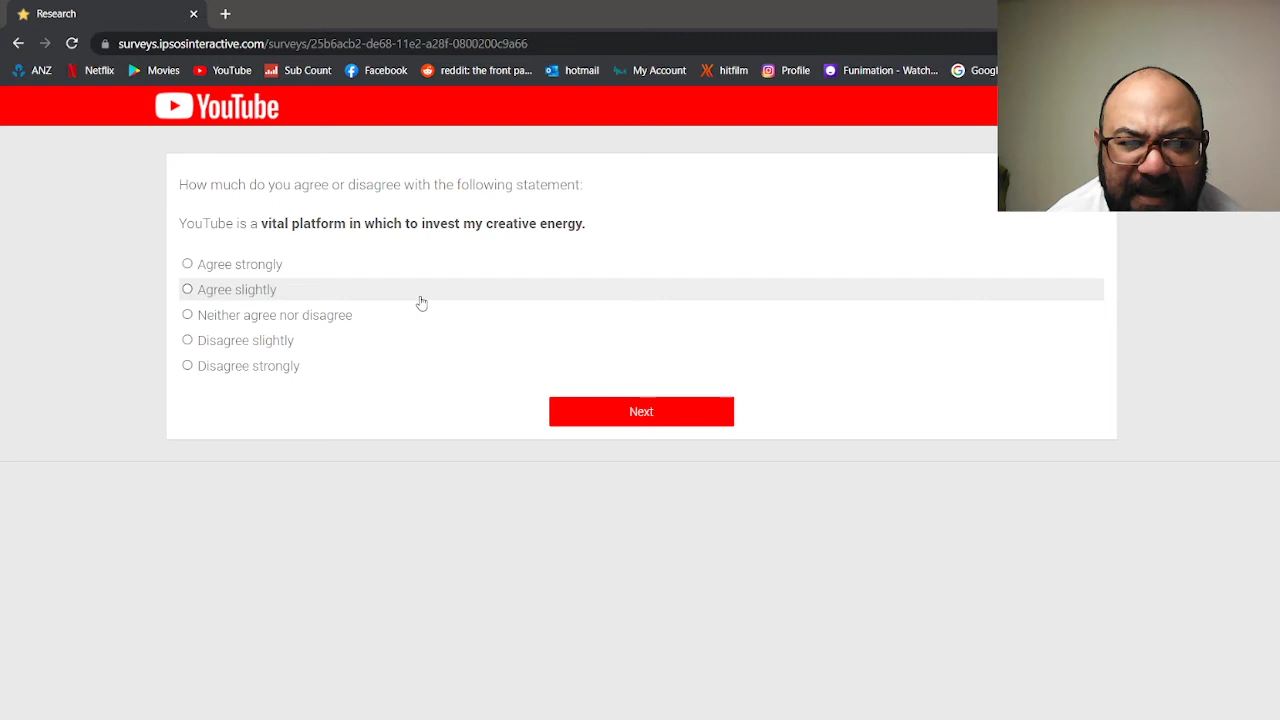 Research
surveys.ipsosinteractive.com/surveys/25b6acb2-de68-11e2-a28f-0800200c9a66
ANZ Netflix Movies YouTube Sub Count Facebook reddit: the front pa... hotmail My Account hitfilm Profile Funimation - Watch... Googl
YouTube
How much do you agree or disagree with the following statement:
YouTube is a vital platform in which to invest my creative energy.
Agree strongly
Agree slightly
Neither agree nor disagree
Disagree slightly
Disagree strongly
Next